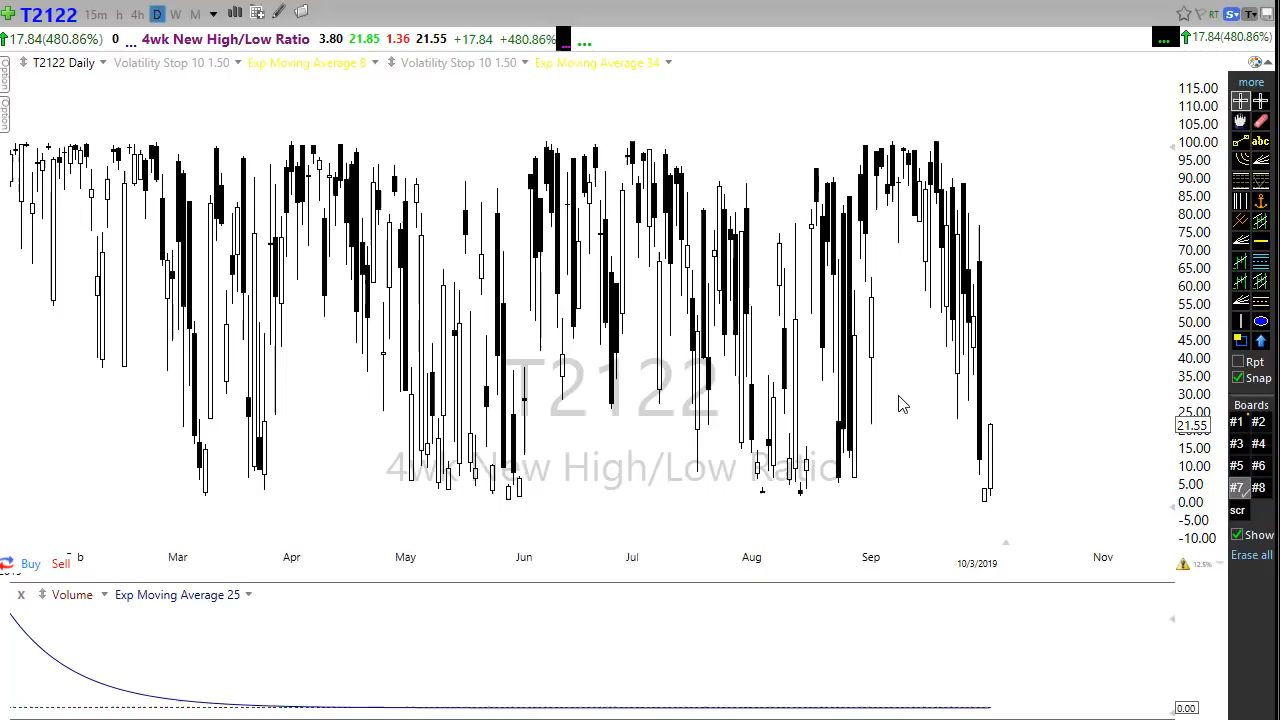 T2122 15m h 4h D W M RT S T
17.84(480.86%) 0 ... 4wk New High/Low Ratio 3.80 21.85 1.36 21.55 +17.84 +480.86% ... ... ... 17.84(480.86%)
Option
Option
T2122 Daily Volatility Stop 10 1.50 Exp Moving Average 8 Volatility Stop 10 1.50 Exp Moving Average 34
more
abc
115.00
110.00
105.00
100.00
95.00
90.00
85.00
80.00
75.00
70.00
65.00
60.00
55.00
50.00
45.00
40.00
35.00
30.00
25.00
21.55
15.00
10.00
5.00
0.00
-5.00
-10.00
T2122
4wk New High/Low Ratio
Rpt
Snap
Boards
#1 #2
#3 #4
#5 #6
#7 #8
scr
Show
Erase all
Mar Apr May Jun Jul Aug Sep 10/3/2019 Nov
Buy Sell
12.5%
X Volume Exp Moving Average 25
0.00